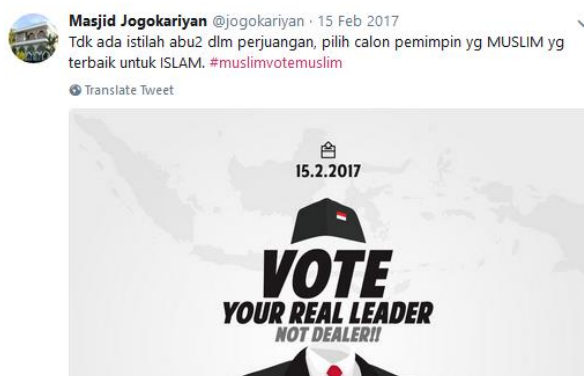 Masjid Jogokariyan @jogokariyan · 15 Feb 2017
Tdk ada istilah abu2 dlm perjuangan, pilih calon pemimpin yg MUSLIM yg
terbaik untuk ISLAM. #muslimvotemuslim
Translate Tweet
15.2.2017
VOTE
YOUR REAL LEADER
NOT DEALER!!